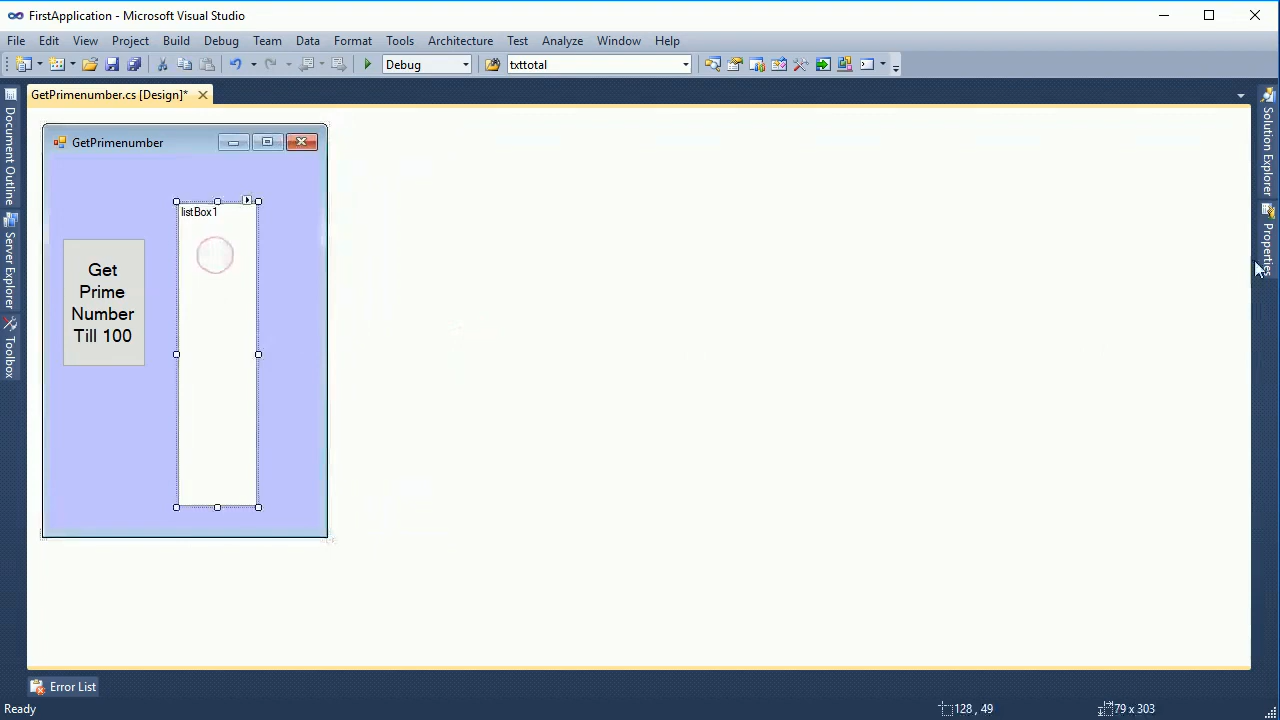 FirstApplication - Microsoft Visual Studio
File Edit View Project Build Debug Team Data Format Tools Architecture Test Analyze Window Help
Debug txttotal
GetPrimenumber.cs [Design]*
Document Outline
Server Explorer
Toolbox
GetPrimenumber
listBox1
Get
Prime
Number
Till 100
Solution Explorer
Properties
Error List
Ready 128 , 49 79 x 303